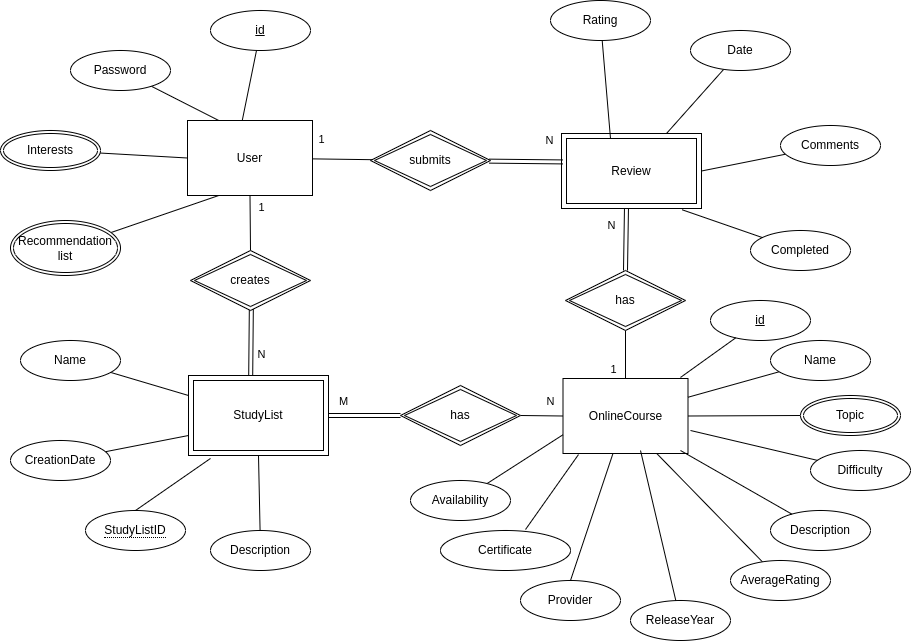 Rating
id
Date
Password
1
N
Comments
Interests
User
submits
Review
1
N
Recommendation
list
Completed
creates
has
id
N
1
Name
Name
M
N
StudyList
has
OnlineCourse
Topic
CreationDate
Difficulty
Availability
StudyListID
Description
Certificate
Description
AverageRating
Provider
ReleaseYear